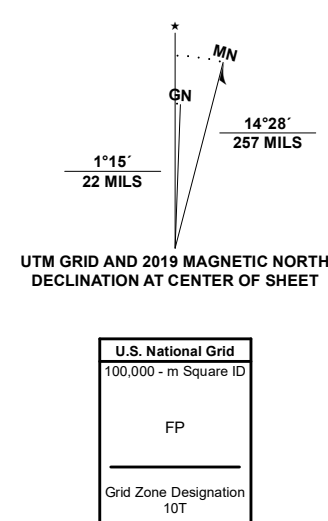 ★
MN
GN
14°28´
257 MILS
1°15´
22 MILS
UTM GRID AND 2019 MAGNETIC NORTH
DECLINATION AT CENTER OF SHEET
U.S. National Grid
100,000 - m Square ID
FP
Grid Zone Designation
10T